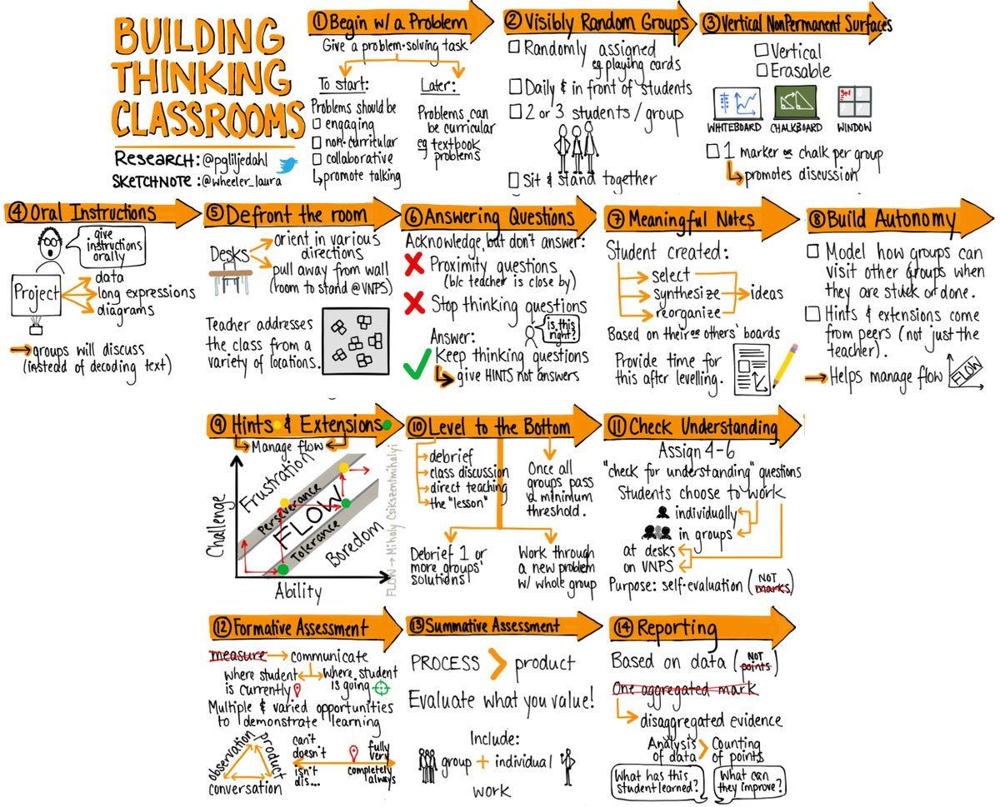 BUILDING
THINKING
CLASSROOMS
RESEARCH: @pgliljedahl
SKETCHNOTE: @wheeler_laura
① Begin w/ a Problem
Give a problem-solving task
To start:
Problems should be
engaging
non-curricular
collaborative
↳ promote talking
Later:
Problems can
be curricular
eg textbook
problems
② Visibly Random Groups
Randomly assigned
eg playing cards
Daily & in front of students
2 or 3 students / group
Sit & stand together
③ Vertical NonPermanent Surfaces
Vertical
Erasable
WHITEBOARD CHALKBOARD WINDOW
1 marker or chalk per group
promotes discussion
④ Oral Instructions
give
instructions
orally
Project
data
long expressions
diagrams
→ groups will discuss
(instead of decoding text)
⑤ Defront the room
Desks
orient in various
directions
pull away from wall
(room to stand @ VNPS)
Teacher addresses
the class from a
variety of locations.
⑥ Answering Questions
Acknowledge, but don't answer:
Proximity questions
(b/c teacher is close by)
Stop thinking questions
is this
right?
Answer:
Keep thinking questions
give HINTS not answers
⑦ Meaningful Notes
Student created:
select
synthesize
reorganize
ideas
Based on their or others' boards
Provide time for
this after levelling.
⑧ Build Autonomy
Model how groups can
visit other groups when
they are stuck or done.
Hints & extensions come
from peers (not just the
teacher).
→ Helps manage flow
FLOW
⑨ Hints & Extensions
Manage flow
Challenge
Frustration
Perseverance
FLOW
Tolerance
Boredom
Ability
FLOW → Mihaly Csikszentmihalyi
⑩ Level to the Bottom
debrief
class discussion
direct teaching
the "lesson"
Once all
groups pass
a minimum
threshold.
Debrief 1 or
more groups'
solutions
Work through
a new problem
w/ whole group
⑪ Check Understanding
Assign 4-6
"check for understanding" questions
Students choose to work
individually
in groups
at desks
on VNPS
Purpose: self-evaluation (NOT marks)
⑫ Formative Assessment
measure → communicate
where student
is currently
where student
is going
Multiple & varied opportunities
to demonstrate learning
observation
product
conversation
can't
doesn't
isn't
dis...
fully
very
completely
always
⑬ Summative Assessment
PROCESS > product
Evaluate what you value!
Include:
group + individual
work
⑭ Reporting
Based on data (NOT points)
One aggregated mark
disaggregated evidence
Analysis
of data
>
Counting
of points
What has this
student learned?
What can
they improve?